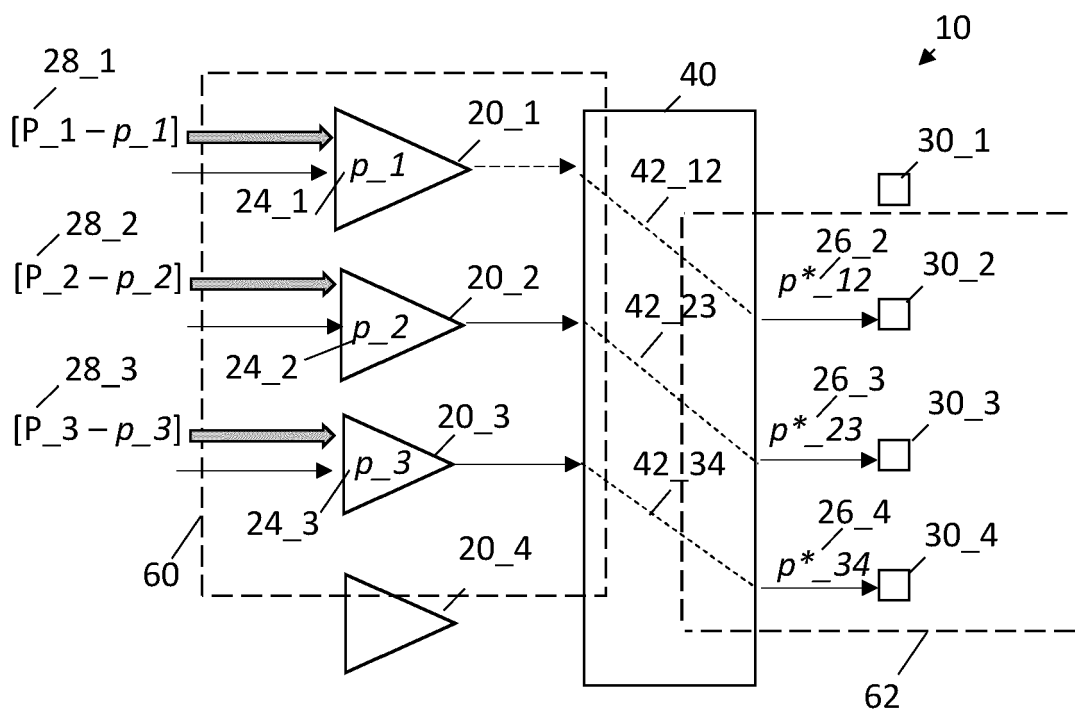 10
28_1
[P_1 – p_1]
20_1
40
30_1
p_1
24_1
42_12
28_2
[P_2 – p_2]
20_2
26_2
p*_12
30_2
p_2
24_2
42_23
28_3
[P_3 – p_3]
20_3
26_3
p*_23
30_3
p_3
24_3
42_34
26_4
p*_34
30_4
60
20_4
62